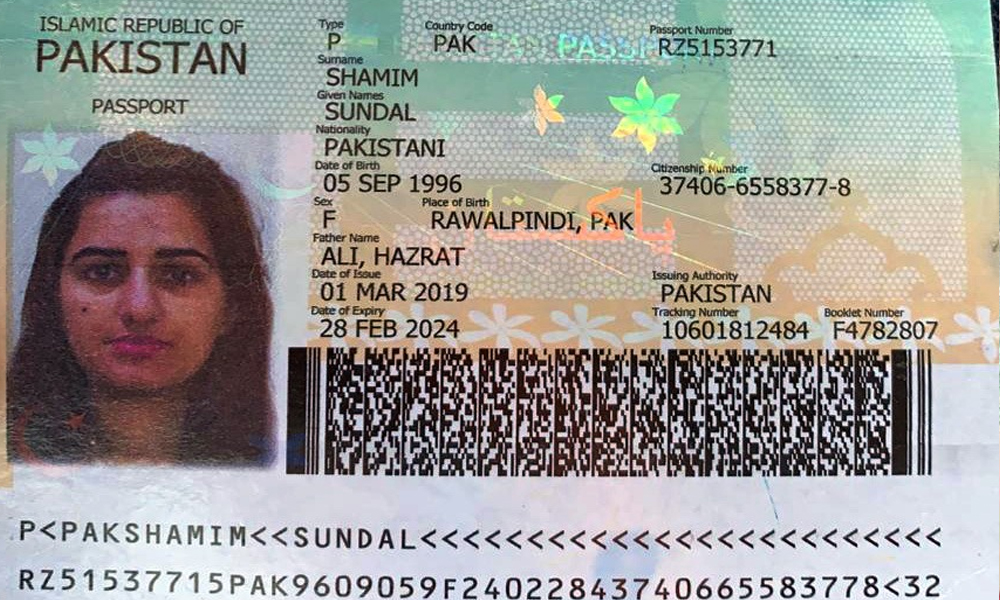 ISLAMIC REPUBLIC OF
PAKISTAN
PASSPORT
Type Country Code Passport Number
P PAK RZ5153771
Surname
SHAMIM
Given Names
SUNDAL
Nationality
PAKISTANI
Date of Birth Citizenship Number
05 SEP 1996 37406-6558377-8
Sex Place of Birth
F RAWALPINDI, PAK
Father Name
ALI, HAZRAT
Date of Issue Issuing Authority
01 MAR 2019 PAKISTAN
Date of Expiry Tracking Number Booklet Number
28 FEB 2024 10601812484 F4782807
P<PAKSHAMIM<<SUNDAL<<<<<<<<<<<<<<<<<<<<<<<<<
RZ51537715PAK9609059F24022843740665583778<32